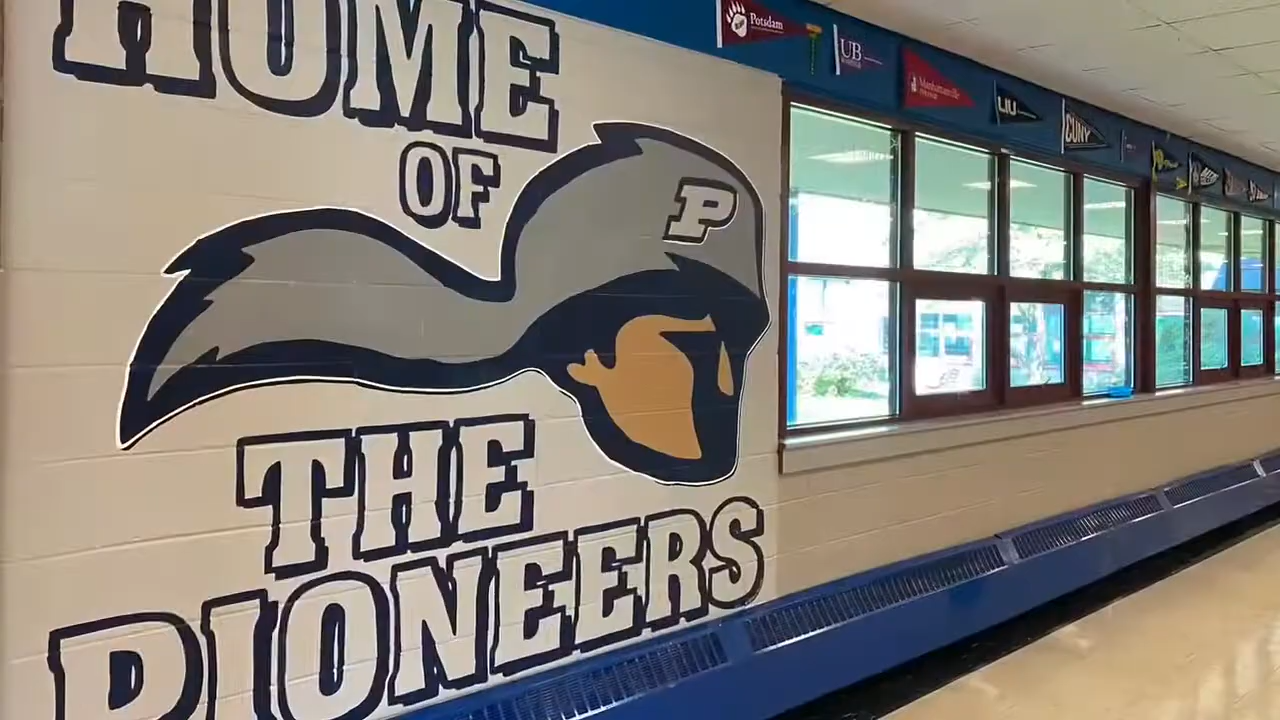 HOME
OF
P
THE
PIONEERS
Potsdam
UB
Manhattanville
LIU
CUNY